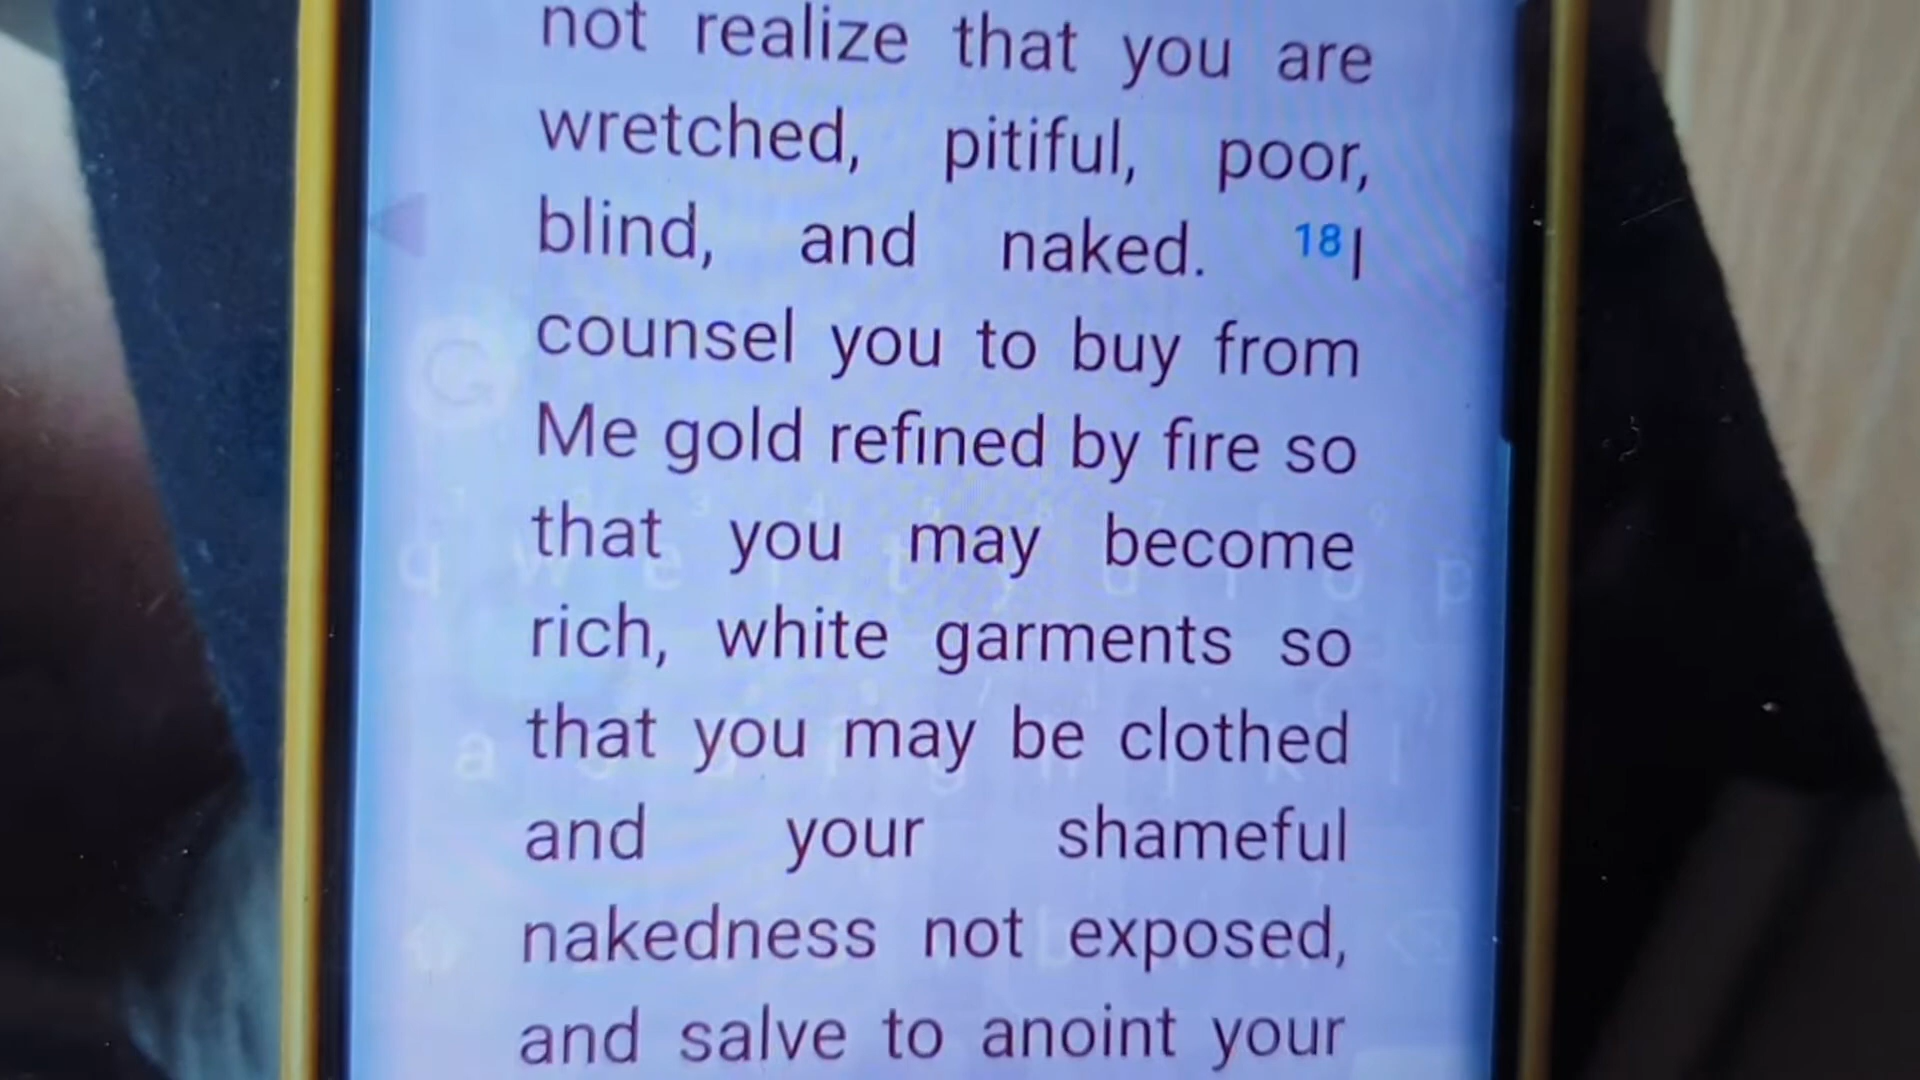 not realize that you are
wretched, pitiful, poor,
blind, and naked. 18 I
counsel you to buy from
Me gold refined by fire so
that you may become
rich, white garments so
that you may be clothed
and your shameful
nakedness not exposed,
and salve to anoint your